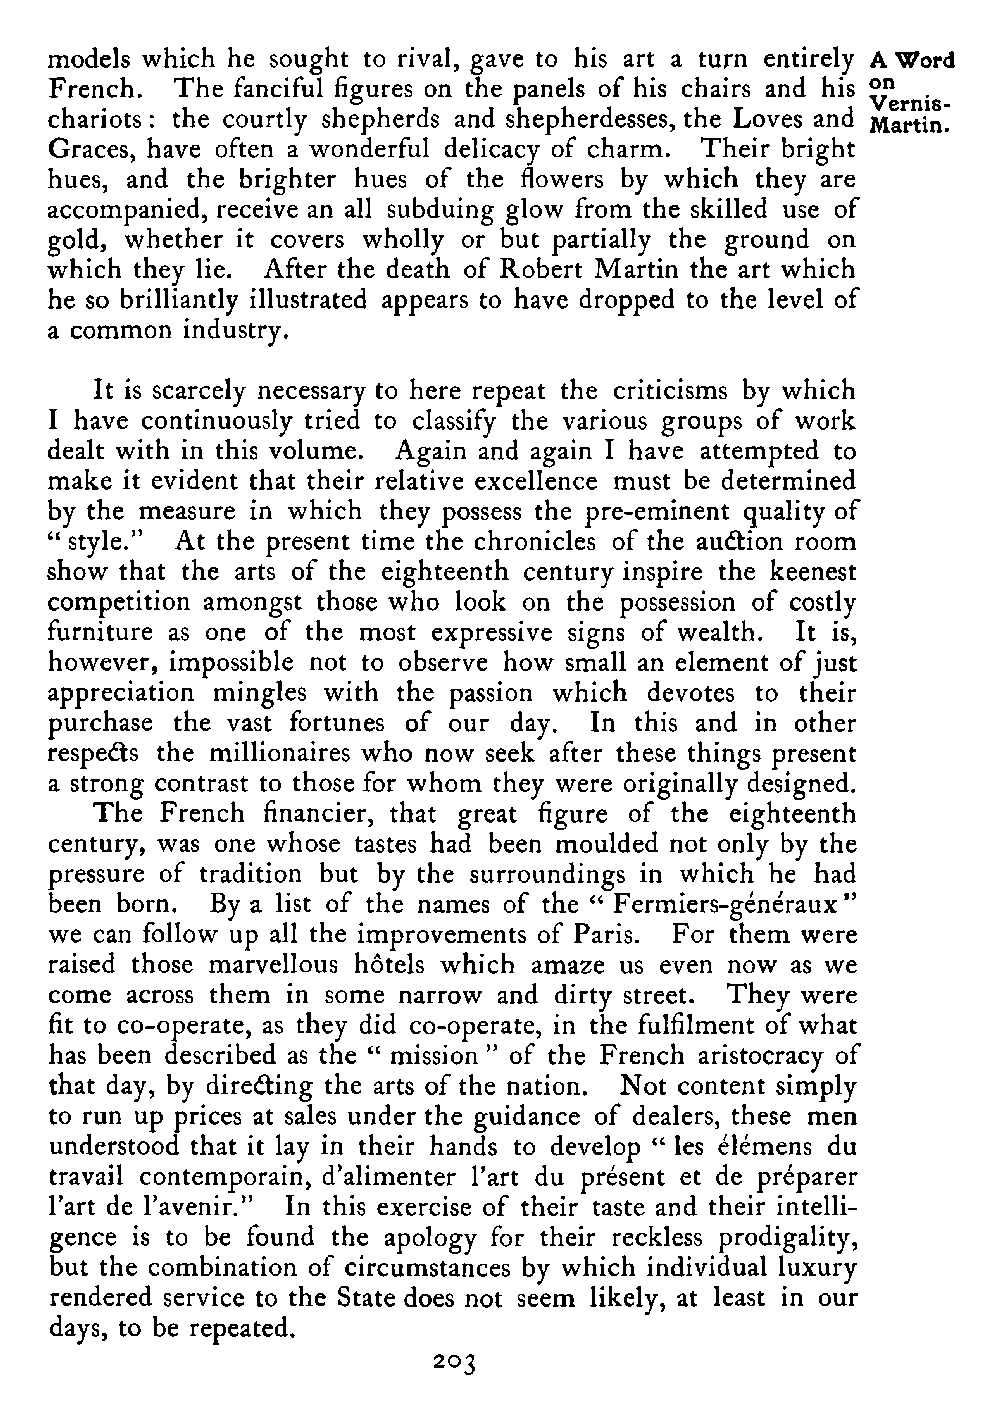 models which he sought to rival, gave to his art a turn entirely
French. The fanciful figures on the panels of his chairs and his
chariots: the courtly shepherds and shepherdesses, the Loves and
Graces, have often a wonderful delicacy of charm. Their bright
hues, and the brighter hues of the flowers by which they are
accompanied, receive an all subduing glow from the skilled use of
gold, whether it covers wholly or but partially the ground on
which they lie. After the death of Robert Martin the art which
he so brilliantly illustrated appears to have dropped to the level of
a common industry.
A Word
on
Vernis-
Martin.
It is scarcely necessary to here repeat the criticisms by which
I have continuously tried to classify the various groups of work
dealt with in this volume. Again and again I have attempted to
make it evident that their relative excellence must be determined
by the measure in which they possess the pre-eminent quality of
“style.” At the present time the chronicles of the auction room
show that the arts of the eighteenth century inspire the keenest
competition amongst those who look on the possession of costly
furniture as one of the most expressive signs of wealth. It is,
however, impossible not to observe how small an element of just
appreciation mingles with the passion which devotes to their
purchase the vast fortunes of our day. In this and in other
respects the millionaires who now seek after these things present
a strong contrast to those for whom they were originally designed.
The French financier, that great figure of the eighteenth
century, was one whose tastes had been moulded not only by the
pressure of tradition but by the surroundings in which he had
been born. By a list of the names of the “Fermiers-généraux”
we can follow up all the improvements of Paris. For them were
raised those marvellous hôtels which amaze us even now as we
come across them in some narrow and dirty street. They were
fit to co-operate, as they did co-operate, in the fulfilment of what
has been described as the “mission” of the French aristocracy of
that day, by directing the arts of the nation. Not content simply
to run up prices at sales under the guidance of dealers, these men
understood that it lay in their hands to develop “les élémens du
travail contemporain, d’alimenter l’art du présent et de préparer
l’art de l’avenir.” In this exercise of their taste and their intelli-
gence is to be found the apology for their reckless prodigality,
but the combination of circumstances by which individual luxury
rendered service to the State does not seem likely, at least in our
days, to be repeated.
203